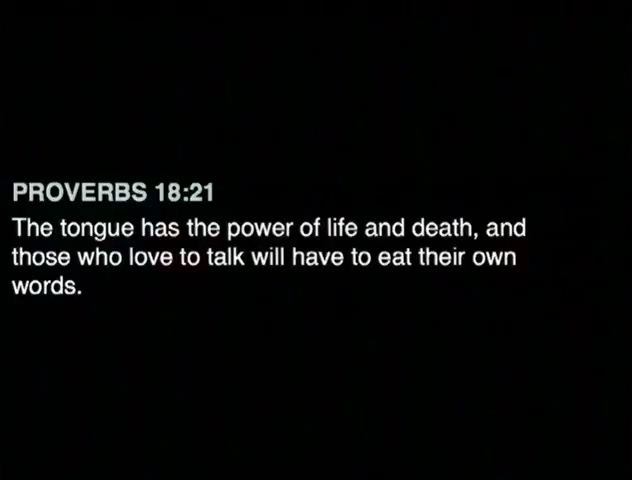 PROVERBS 18:21
The tongue has the power of life and death, and
those who love to talk will have to eat their own
words.